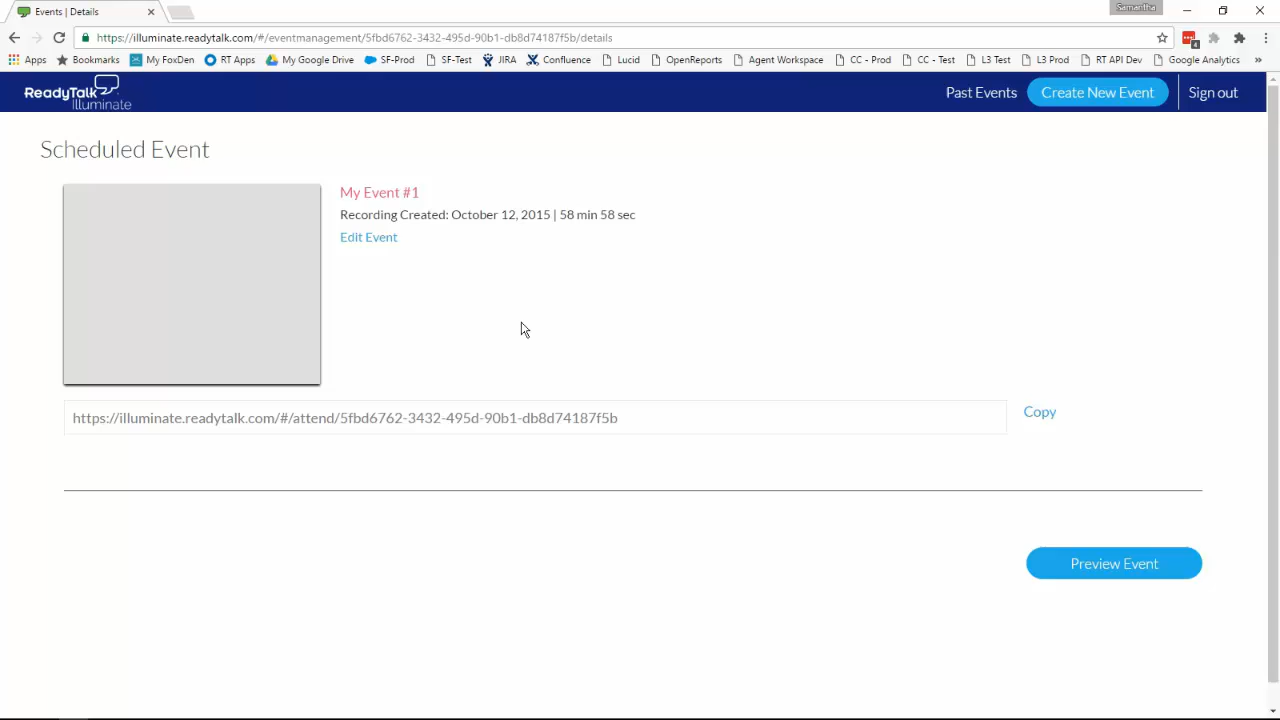 Events | Details
Samantha
https://illuminate.readytalk.com/#/eventmanagement/5fbd6762-3432-495d-90b1-db8d74187f5b/details
Apps Bookmarks My FoxDen RT Apps My Google Drive SF-Prod SF-Test JIRA Confluence Lucid OpenReports Agent Workspace CC - Prod CC - Test L3 Test L3 Prod RT API Dev Google Analytics »
ReadyTalk
Illuminate
Past Events Create New Event Sign out
Scheduled Event
My Event #1
Recording Created: October 12, 2015 | 58 min 58 sec
Edit Event
https://illuminate.readytalk.com/#/attend/5fbd6762-3432-495d-90b1-db8d74187f5b
Copy
Preview Event